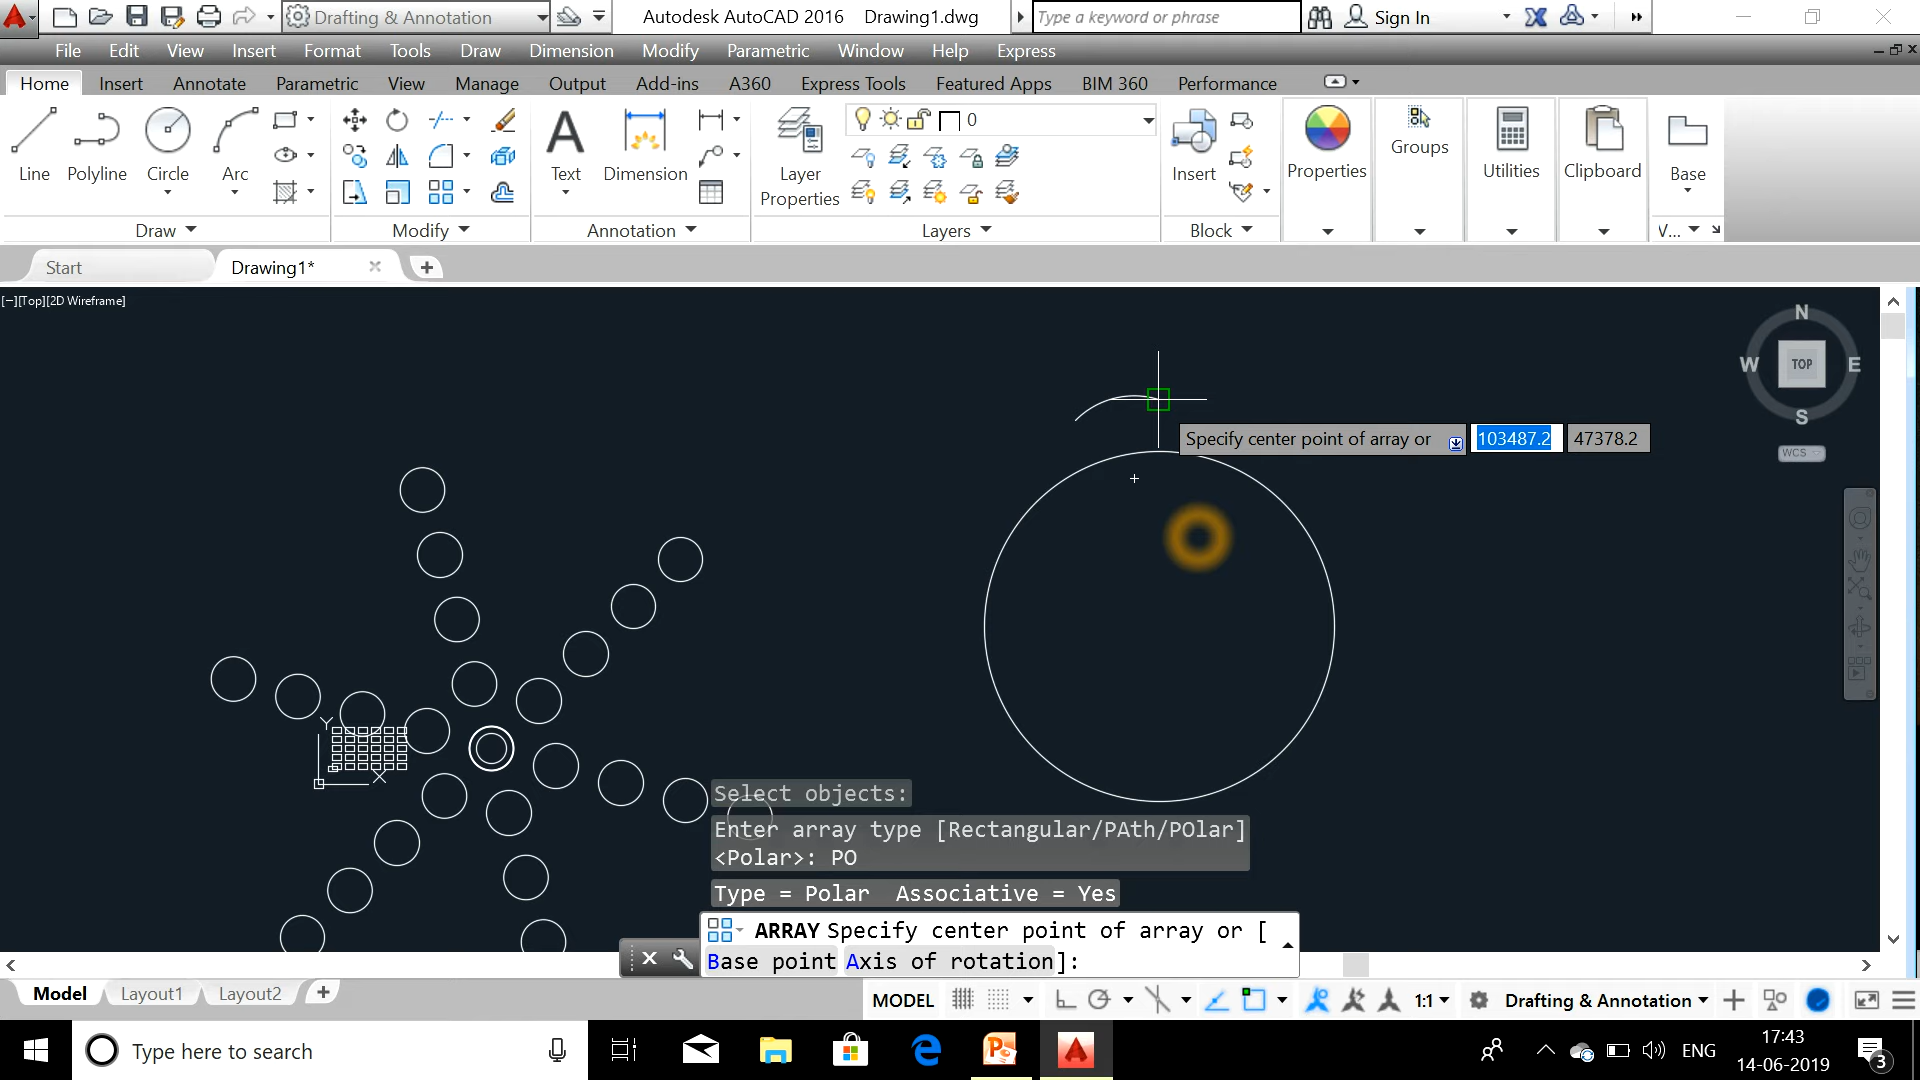 Drafting & Annotation
Autodesk AutoCAD 2016 Drawing1.dwg
Type a keyword or phrase
Sign In
File Edit View Insert Format Tools Draw Dimension Modify Parametric Window Help Express
Home Insert Annotate Parametric View Manage Output Add-ins A360 Express Tools Featured Apps BIM 360 Performance
0
Line Polyline Circle Arc
Text Dimension
Layer Properties
Insert
Properties
Groups
Utilities
Clipboard
Base
Draw Modify Annotation Layers Block V...
Start Drawing1*
[−][Top][2D Wireframe]
N
W TOP E
S
WCS
Specify center point of array or 103487.2 47378.2
Y
X
Select objects:
Enter array type [Rectangular/PAth/POlar]
<Polar>: PO
Type = Polar Associative = Yes
ARRAY Specify center point of array or [
Base point Axis of rotation]:
Model Layout1 Layout2
MODEL 1:1 Drafting & Annotation
Type here to search
ENG
17:43
14-06-2019
3